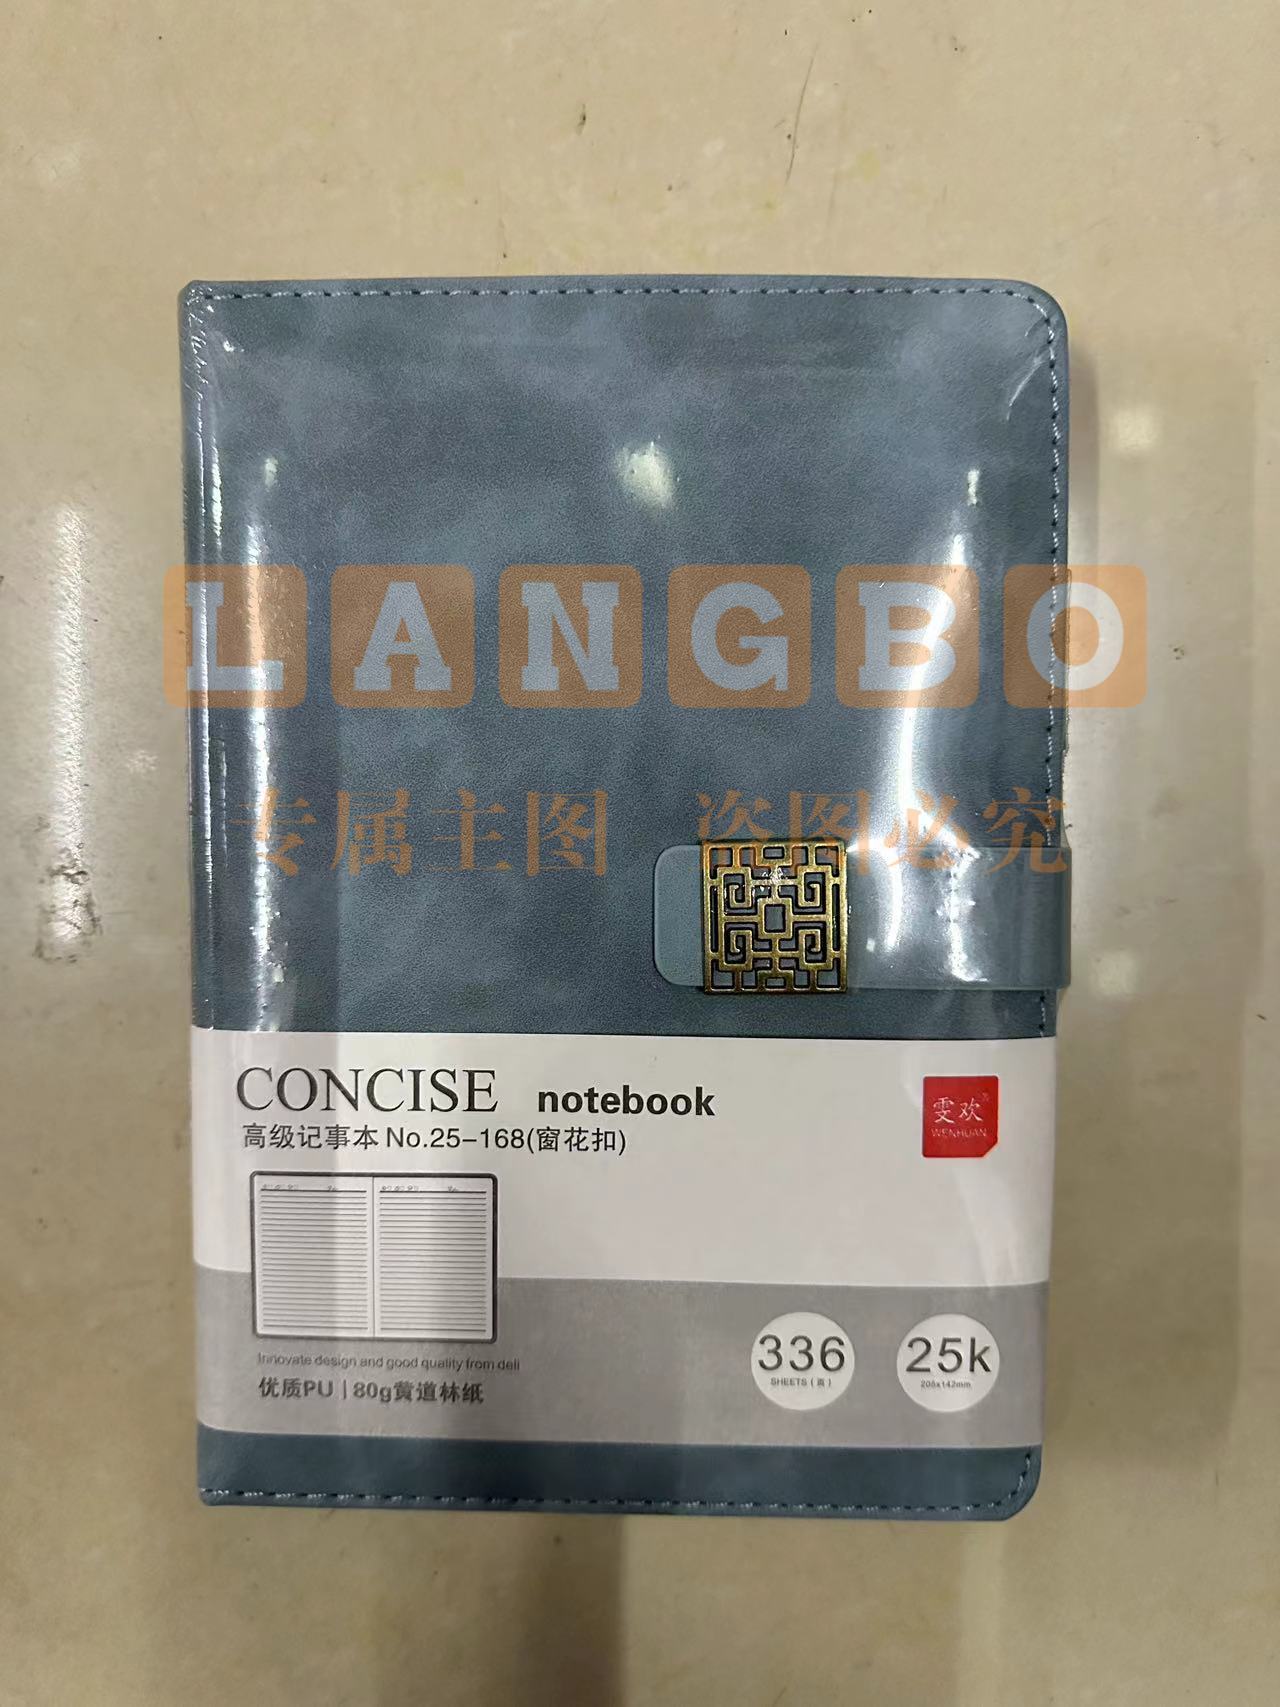 LANGBO
专属主图 盗图必究
CONCISE notebook
高级记事本 No.25-168(窗花扣)
雯欢
WENHUAN
Innovate design and good quality from deli
优质PU | 80g黄道林纸
336
SHEETS(页)
25k
208x142mm